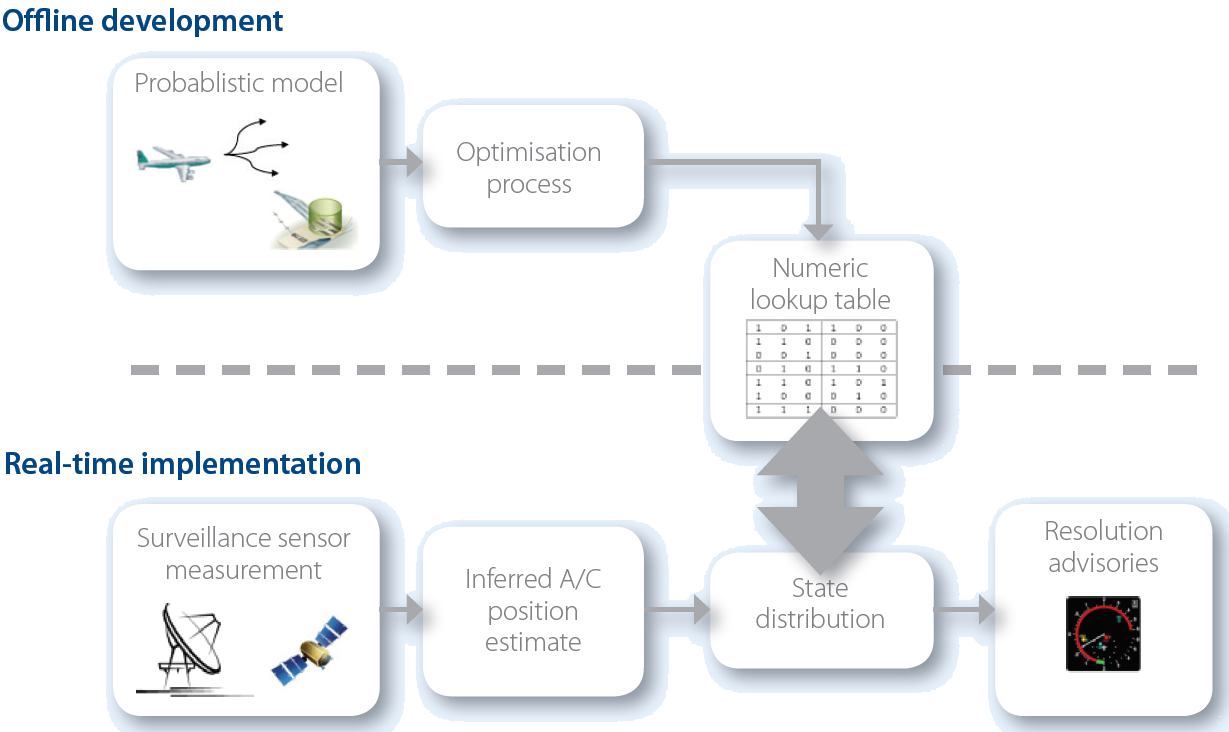 Offline development
Probablistic model
Optimisation
process
Numeric
lookup table
1 0 1 1 0 0
1 1 0 0 0 0
0 0 1 0 0 0
0 1 0 1 1 0
1 1 0 1 0 1
1 0 0 0 1 0
1 1 1 0 0 0
Real-time implementation
Surveillance sensor
measurement
Inferred A/C
position
estimate
State
distribution
Resolution
advisories